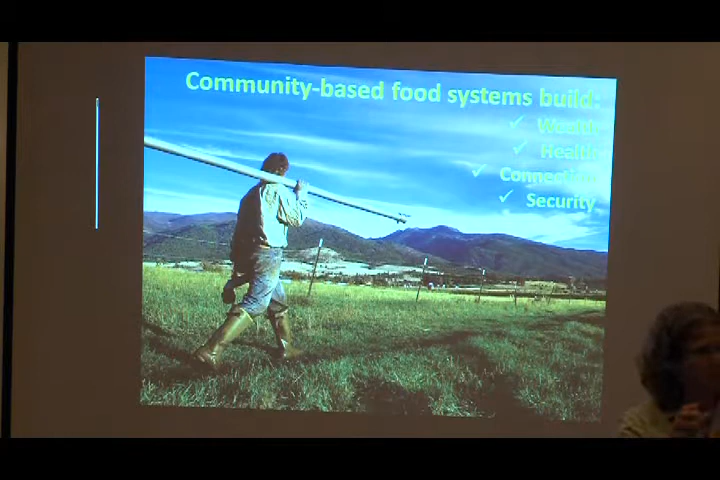 Community-based food systems build:
✓ Wealth
✓ Health
✓ Connection
✓ Security